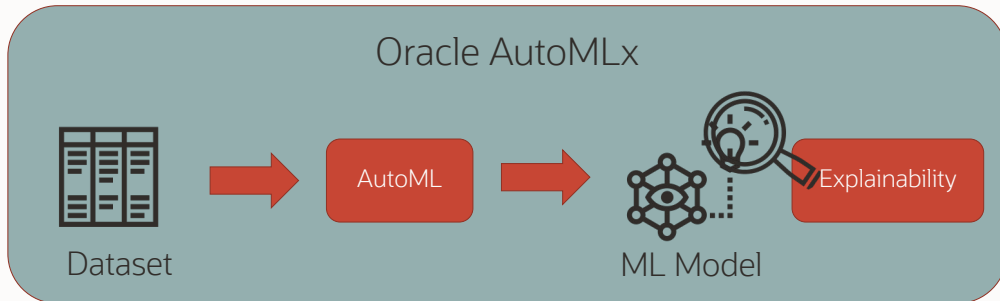 Oracle AutoMLx
AutoML
Explainability
Dataset
ML Model